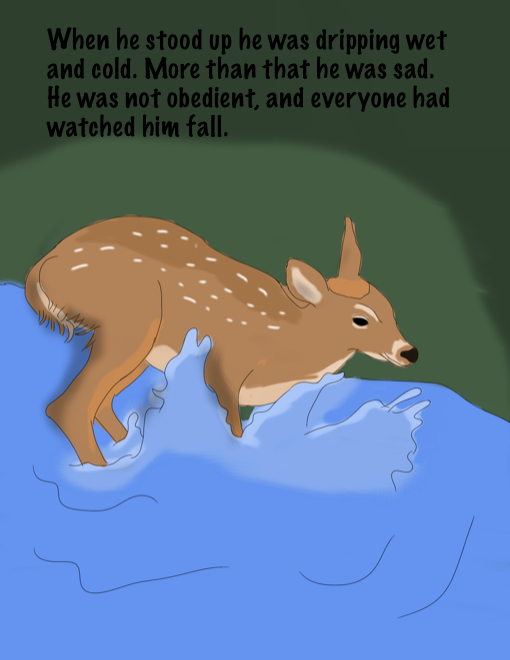 When he stood up he was dripping wet
and cold. More than that he was sad.
He was not obedient, and everyone had
watched him fall.